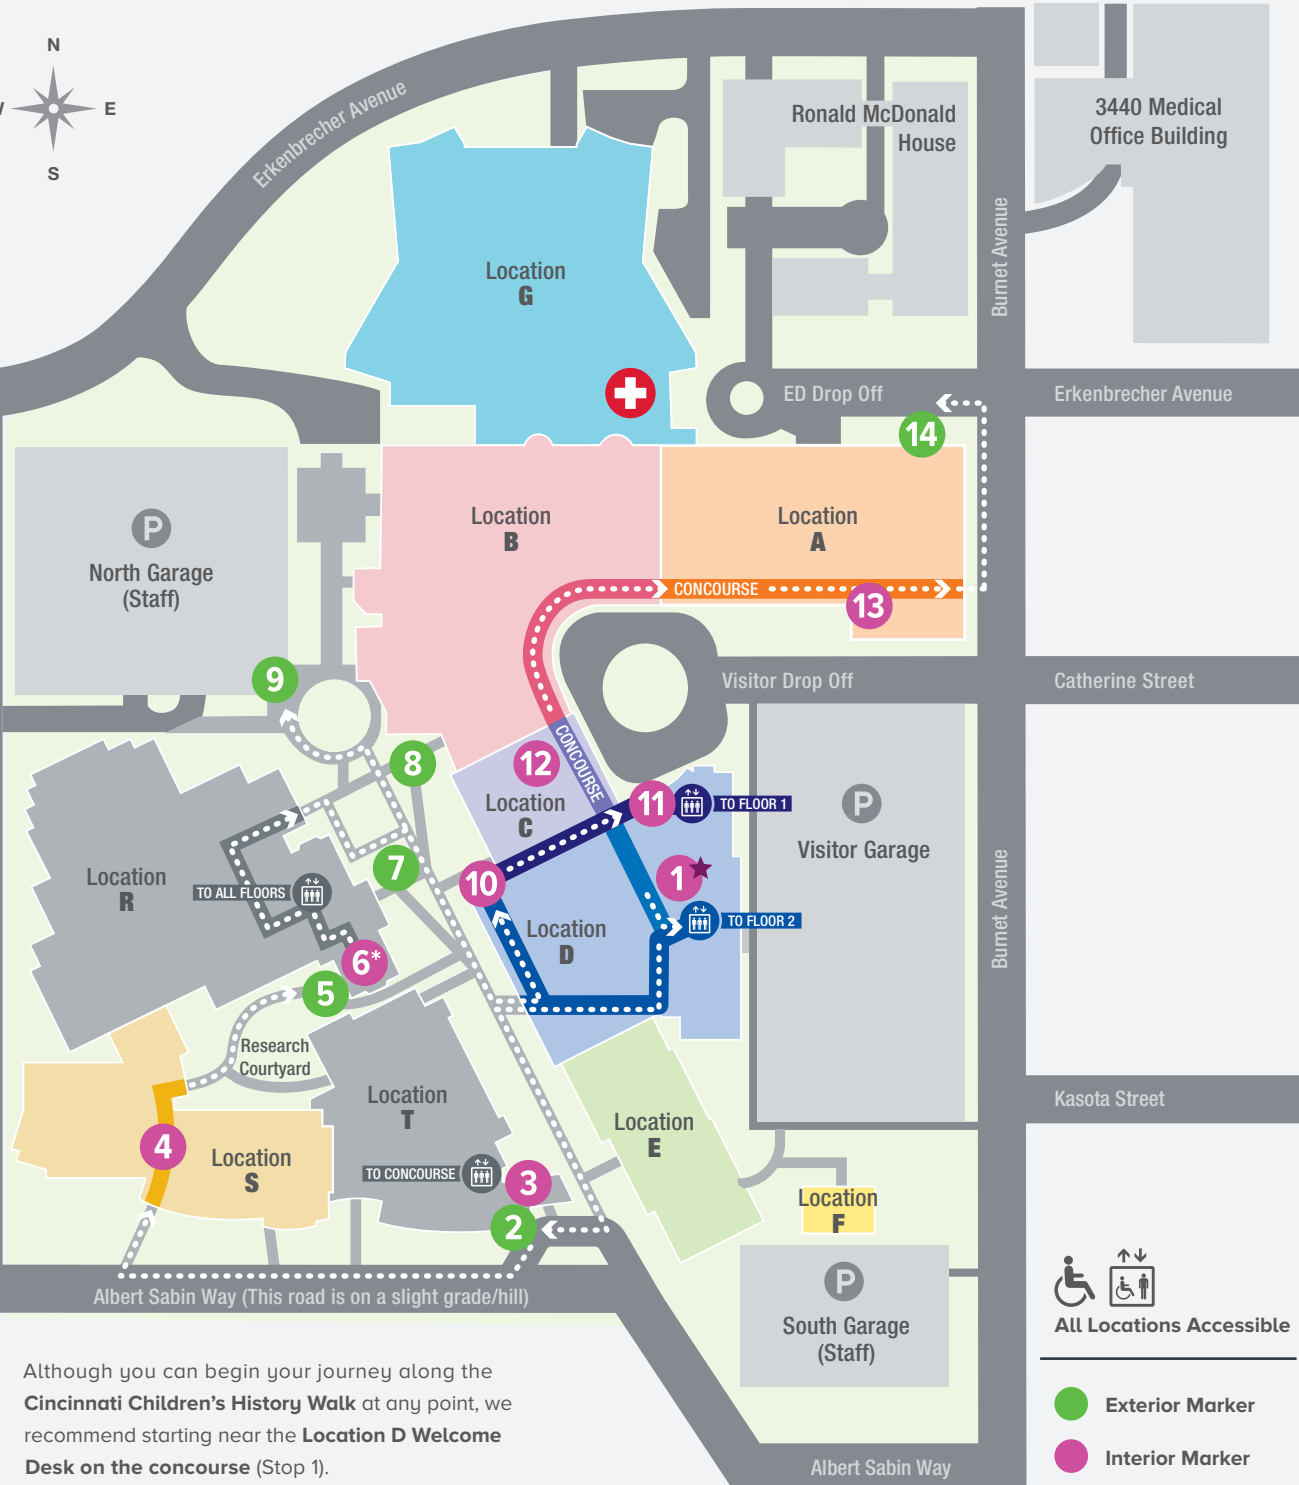 N
W
E
S
Erkenbrecher Avenue
Ronald McDonald
House
3440 Medical
Office Building
Burnet Avenue
Location
G
ED Drop Off
Erkenbrecher Avenue
14
P
North Garage
(Staff)
Location
B
Location
A
CONCOURSE
13
9
Visitor Drop Off
Catherine Street
8
12
CONCOURSE
Location
C
11
TO FLOOR 1
P
Visitor Garage
7
10
1
Location
R
TO ALL FLOORS
TO FLOOR 2
Location
D
Burnet Avenue
6*
5
Research
Courtyard
Location
T
Kasota Street
Location
E
4
Location
S
TO CONCOURSE
3
2
Location
F
P
South Garage
(Staff)
Albert Sabin Way (This road is on a slight grade/hill)
All Locations Accessible
Although you can begin your journey along the
Cincinnati Children’s History Walk at any point, we
recommend starting near the Location D Welcome
Desk on the concourse (Stop 1).
Exterior Marker
Interior Marker
Albert Sabin Way